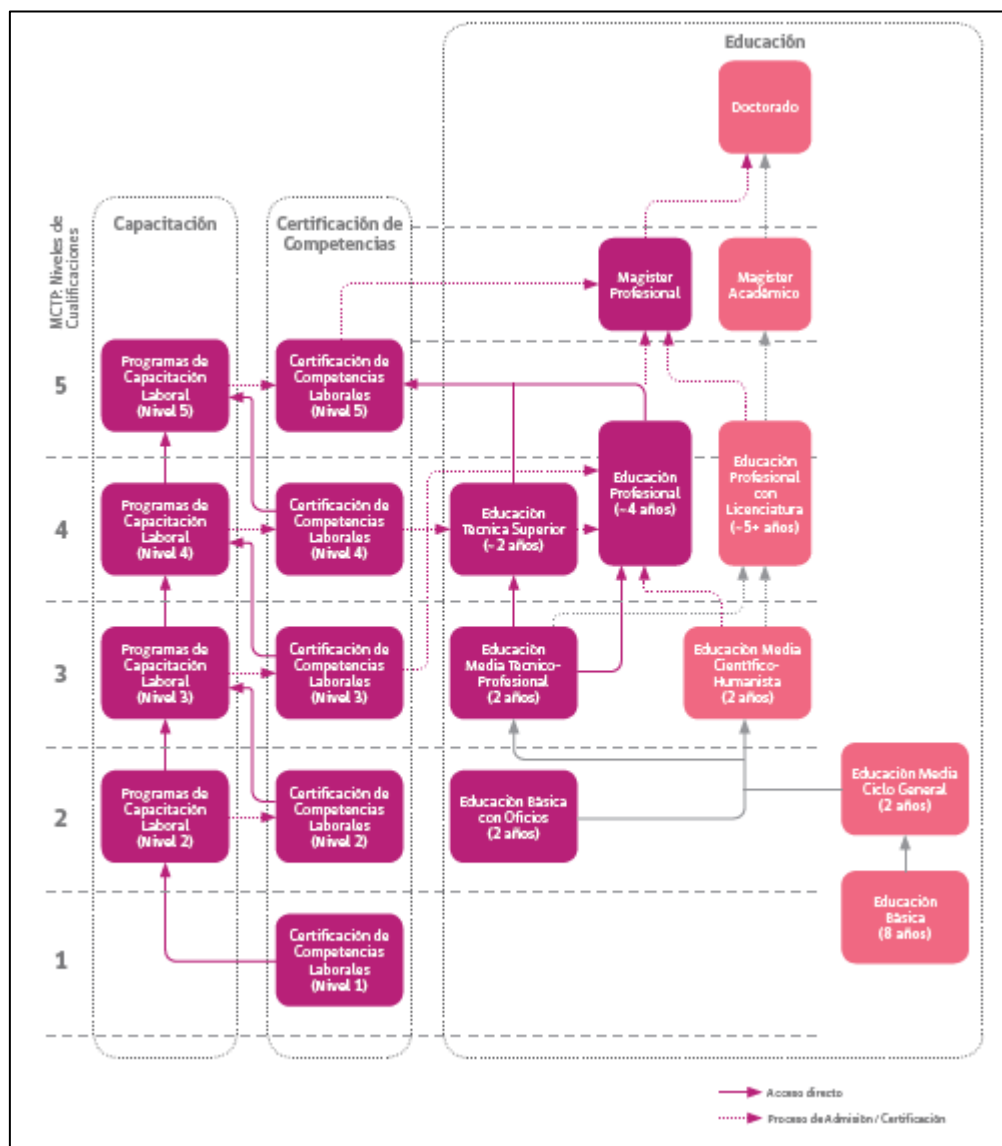 Educación
Doctorado
MCTP: Niveles de
Cualificaciones
Capacitación
Certificación de
Competencias
Magister
Profesional
Magister
Académico
5
Programas de
Capacitación
Laboral
(Nivel 5)
Certificación de
Competencias
Laborales
(Nivel 5)
4
Programas de
Capacitación
Laboral
(Nivel 4)
Certificación de
Competencias
Laborales
(Nivel 4)
Educación
Técnica Superior
(~2 años)
Educación
Profesional
(~4 años)
Educación
Profesional
con
Licenciatura
(~5+ años)
3
Programas de
Capacitación
Laboral
(Nivel 3)
Certificación de
Competencias
Laborales
(Nivel 3)
Educación
Media Técnico-
Profesional
(2 años)
Educación Media
Científico-
Humanista
(2 años)
2
Programas de
Capacitación
Laboral
(Nivel 2)
Certificación de
Competencias
Laborales
(Nivel 2)
Educación Básica
con Oficios
(2 años)
Educación Media
Ciclo General
(2 años)
1
Certificación de
Competencias
Laborales
(Nivel 1)
Educación
Básica
(8 años)
Acceso directo
Proceso de Admisión / Certificación